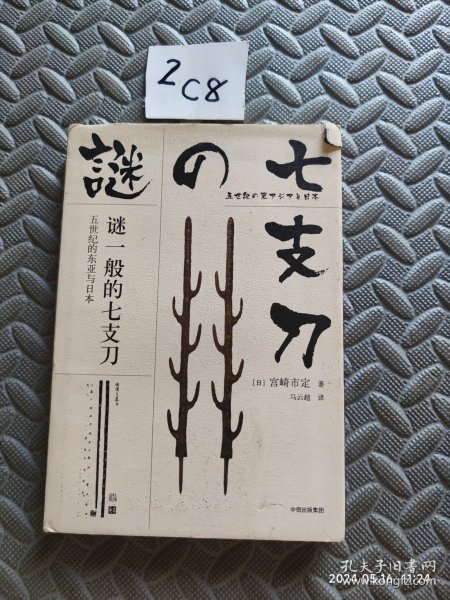 2C8
謎の七支刀
五世紀の東アジアと日本
谜一般的七支刀
五世纪的东亚与日本
[日] 宫崎市定 著
马云超 译
中信出版集团
孔夫子旧书网
www.kongfz.com
2024.05.16 11:24